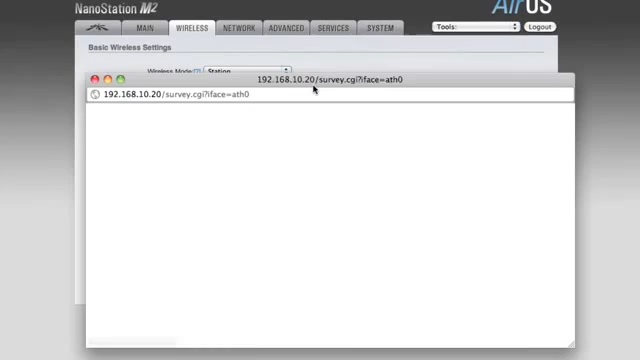 NanoStation M2
AirOS
MAIN
WIRELESS
NETWORK
ADVANCED
SERVICES
SYSTEM
Tools:
Logout
Basic Wireless Settings
Wireless Mode:[?]
Station
192.168.10.20/survey.cgi?iface=ath0
192.168.10.20/survey.cgi?iface=ath0